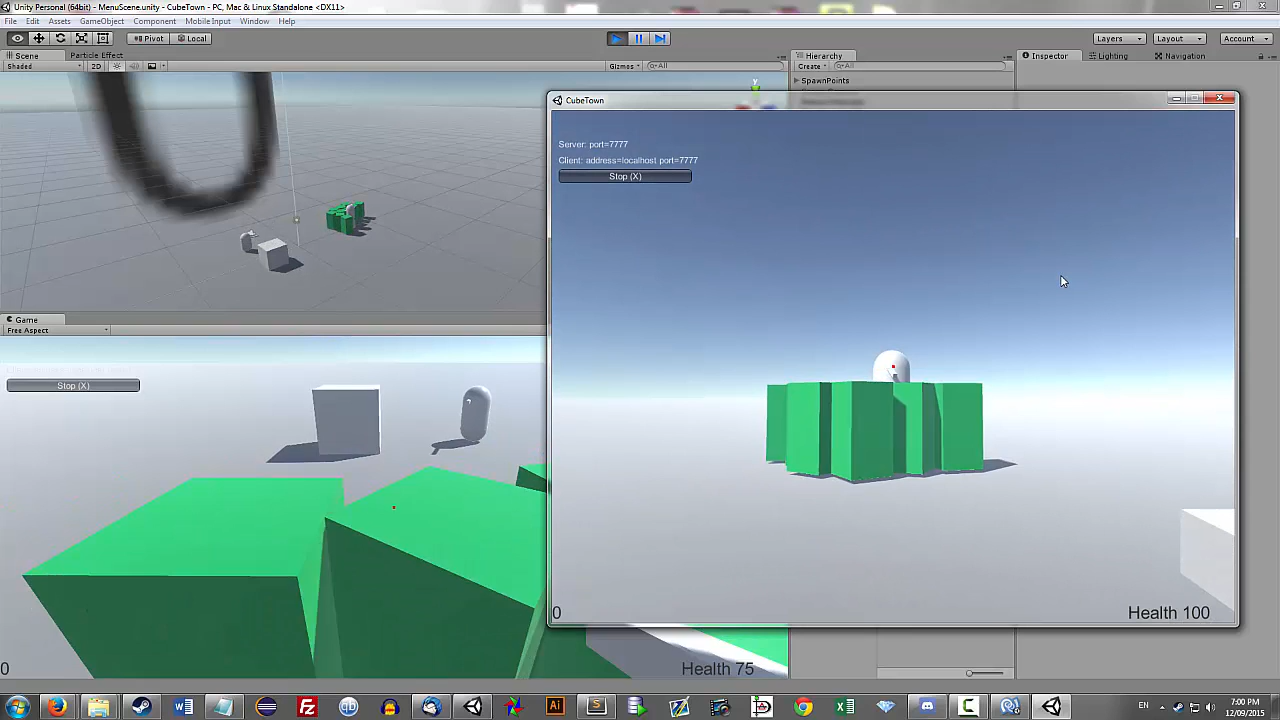 Unity Personal (64bit) - MenuScene.unity - CubeTown - PC, Mac & Linux Standalone <DX11>
File Edit Assets GameObject Component Mobile Input Window Help
Pivot Local Layers Layout Account
Scene Particle Effect Hierarchy Inspector Lighting Navigation
Shaded 2D Gizmos All Create All
SpawnPoints
CubeTown
Server: port=7777
Client: address=localhost port=7777
Stop (X)
Game
Free Aspect
Stop (X)
0 Health 100
0 Health 75
EN 7:00 PM
12/09/2015